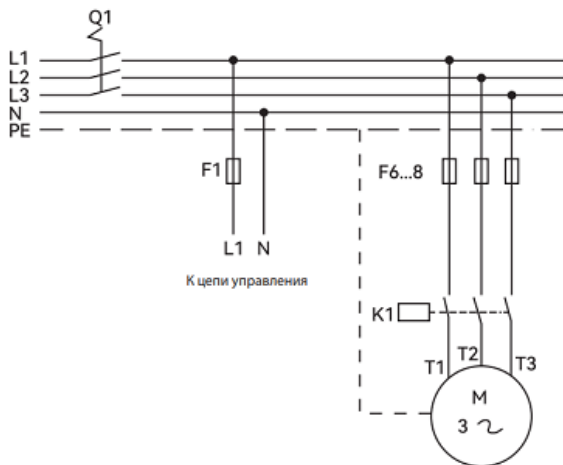 Q1
L1
L2
L3
N
PE
F1
F6...8
L1 N
К цепи управления
K1
T1 T2 T3
M
3